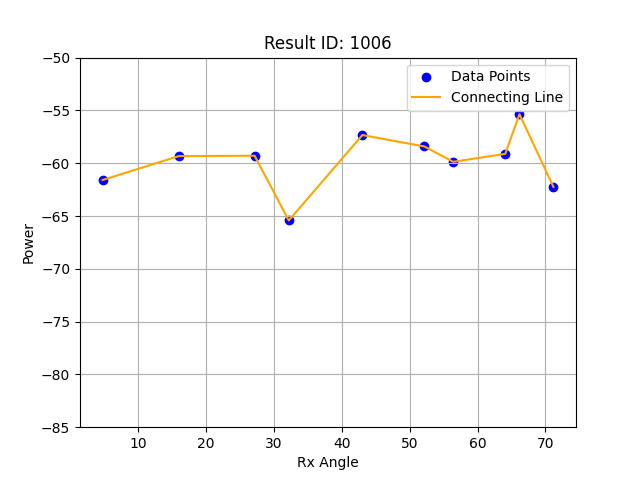 Result ID: 1006
Data Points
Connecting Line
Power
−50
−55
−60
−65
−70
−75
−80
−85
10 20 30 40 50 60 70
Rx Angle